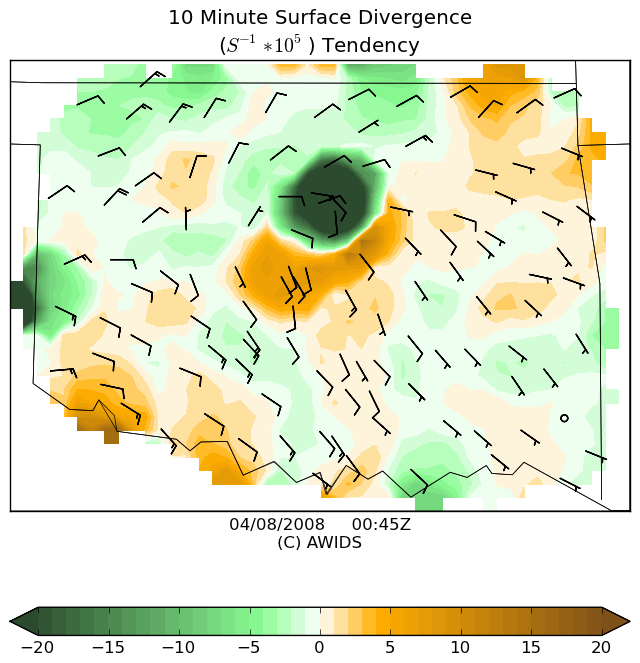 10 Minute Surface Divergence
(S⁻¹ * 10⁵ ) Tendency
04/08/2008 00:45Z
(C) AWIDS
−20 −15 −10 −5 0 5 10 15 20